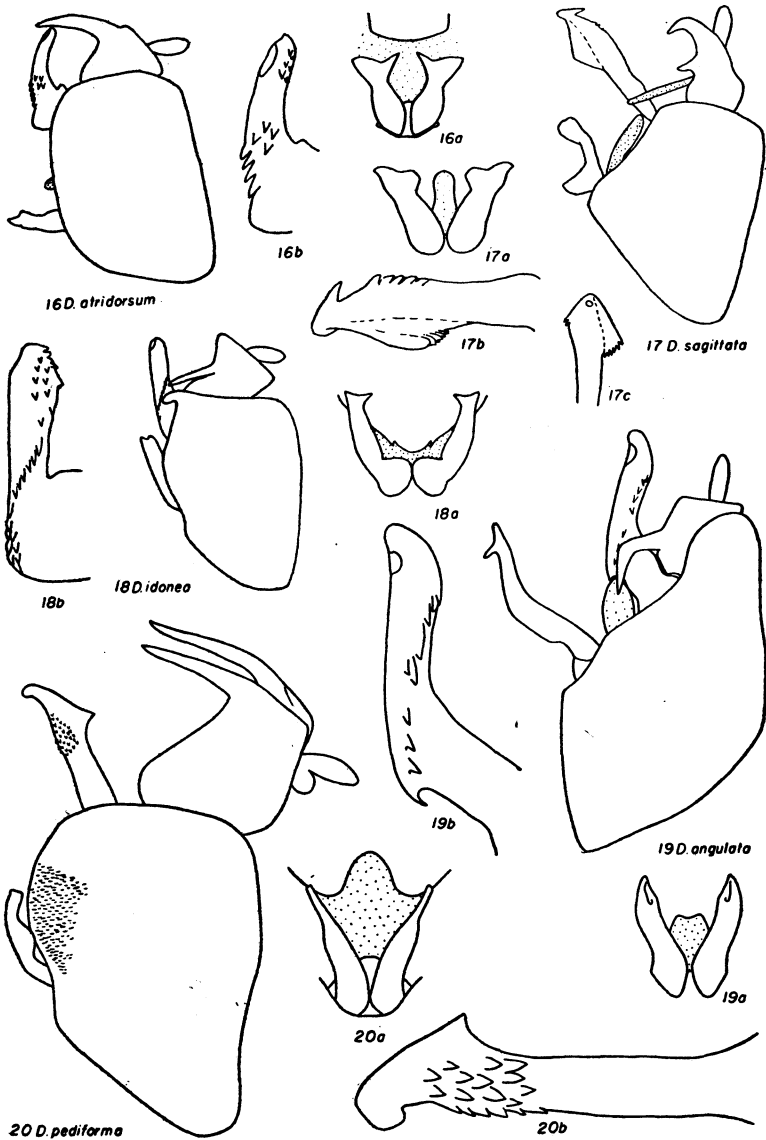 16a
16b
17a
16 D. atridorsum
17b
17 D. sagittata
17c
18a
18b
18 D. idonea
19b
19 D. angulata
19a
20a
20 D. pediforma
20b